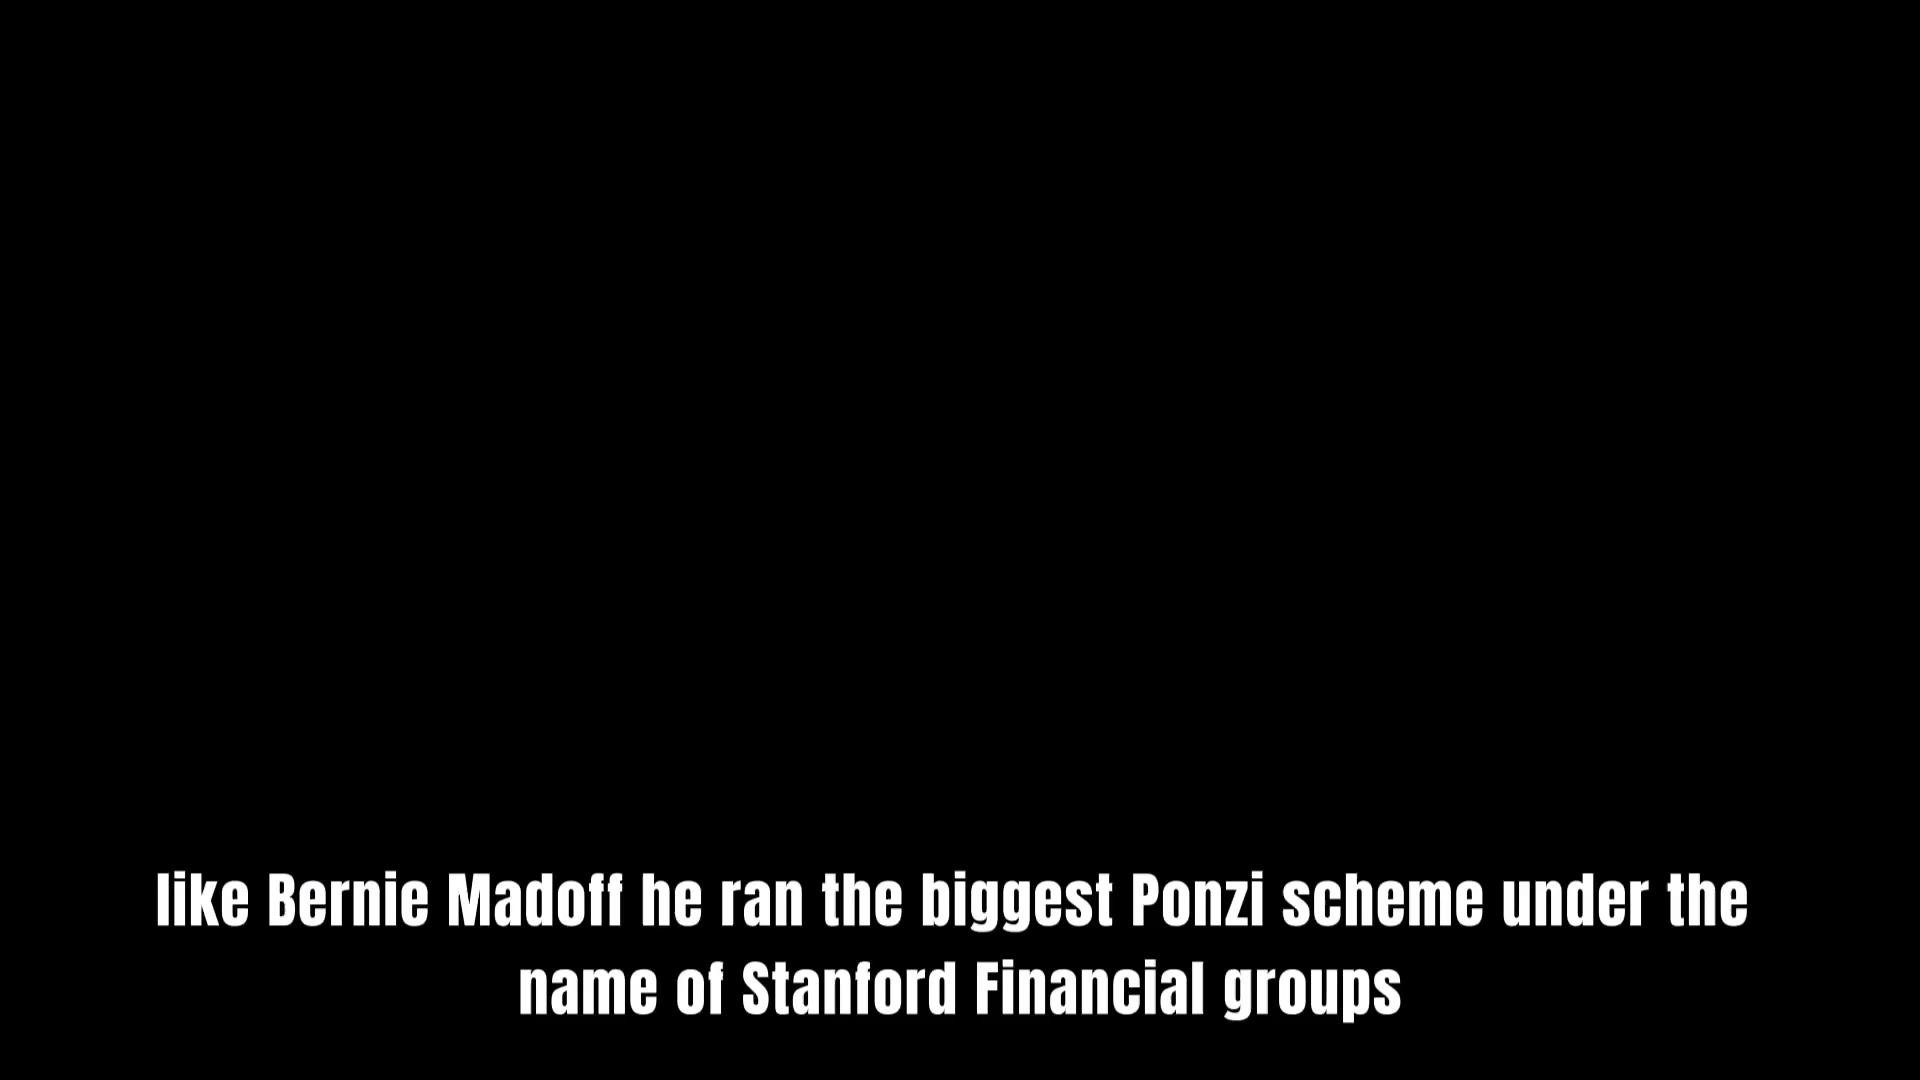 like Bernie Madoff he ran the biggest Ponzi scheme under the
name of Stanford Financial groups